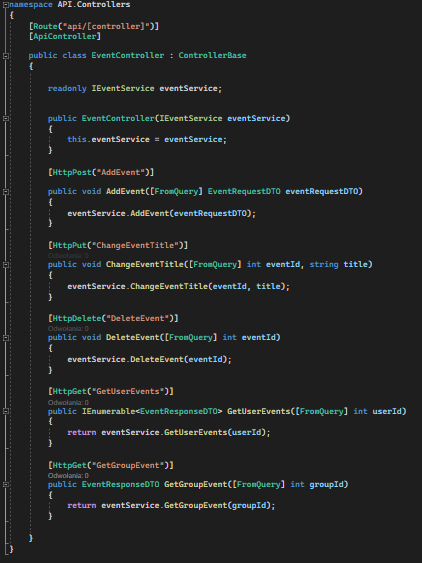 namespace API.Controllers
{
[Route("api/[controller]")]
[ApiController]
public class EventController : ControllerBase
{
readonly IEventService eventService;
public EventController(IEventService eventService)
{
this.eventService = eventService;
}
[HttpPost("AddEvent")]
public void AddEvent([FromQuery] EventRequestDTO eventRequestDTO)
{
eventService.AddEvent(eventRequestDTO);
}
[HttpPut("ChangeEventTitle")]
Odwołania: 0
public void ChangeEventTitle([FromQuery] int eventId, string title)
{
eventService.ChangeEventTitle(eventId, title);
}
[HttpDelete("DeleteEvent")]
Odwołania: 0
public void DeleteEvent([FromQuery] int eventId)
{
eventService.DeleteEvent(eventId);
}
[HttpGet("GetUserEvents")]
Odwołania: 0
public IEnumerable<EventResponseDTO> GetUserEvents([FromQuery] int userId)
{
return eventService.GetUserEvents(userId);
}
[HttpGet("GetGroupEvent")]
Odwołania: 0
public EventResponseDTO GetGroupEvent([FromQuery] int groupId)
{
return eventService.GetGroupEvent(groupId);
}
}
}